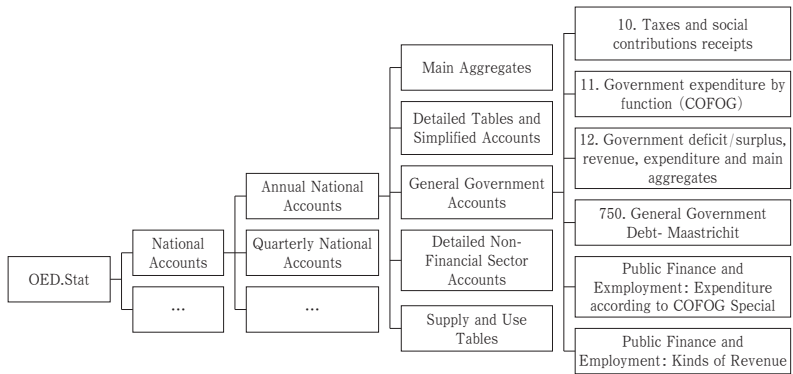 OED.Stat
National
Accounts
...
Annual National
Accounts
Quarterly National
Accounts
...
Main Aggregates
Detailed Tables and
Simplified Accounts
General Government
Accounts
Detailed Non-
Financial Sector
Accounts
Supply and Use
Tables
10. Taxes and social
contributions receipts
11. Government expenditure by
function (COFOG)
12. Government deficit/surplus,
revenue, expenditure and main
aggregates
750. General Government
Debt- Maastrichit
Public Finance and
Exmployment: Expenditure
according to COFOG Special
Public Finance and
Employment: Kinds of Revenue